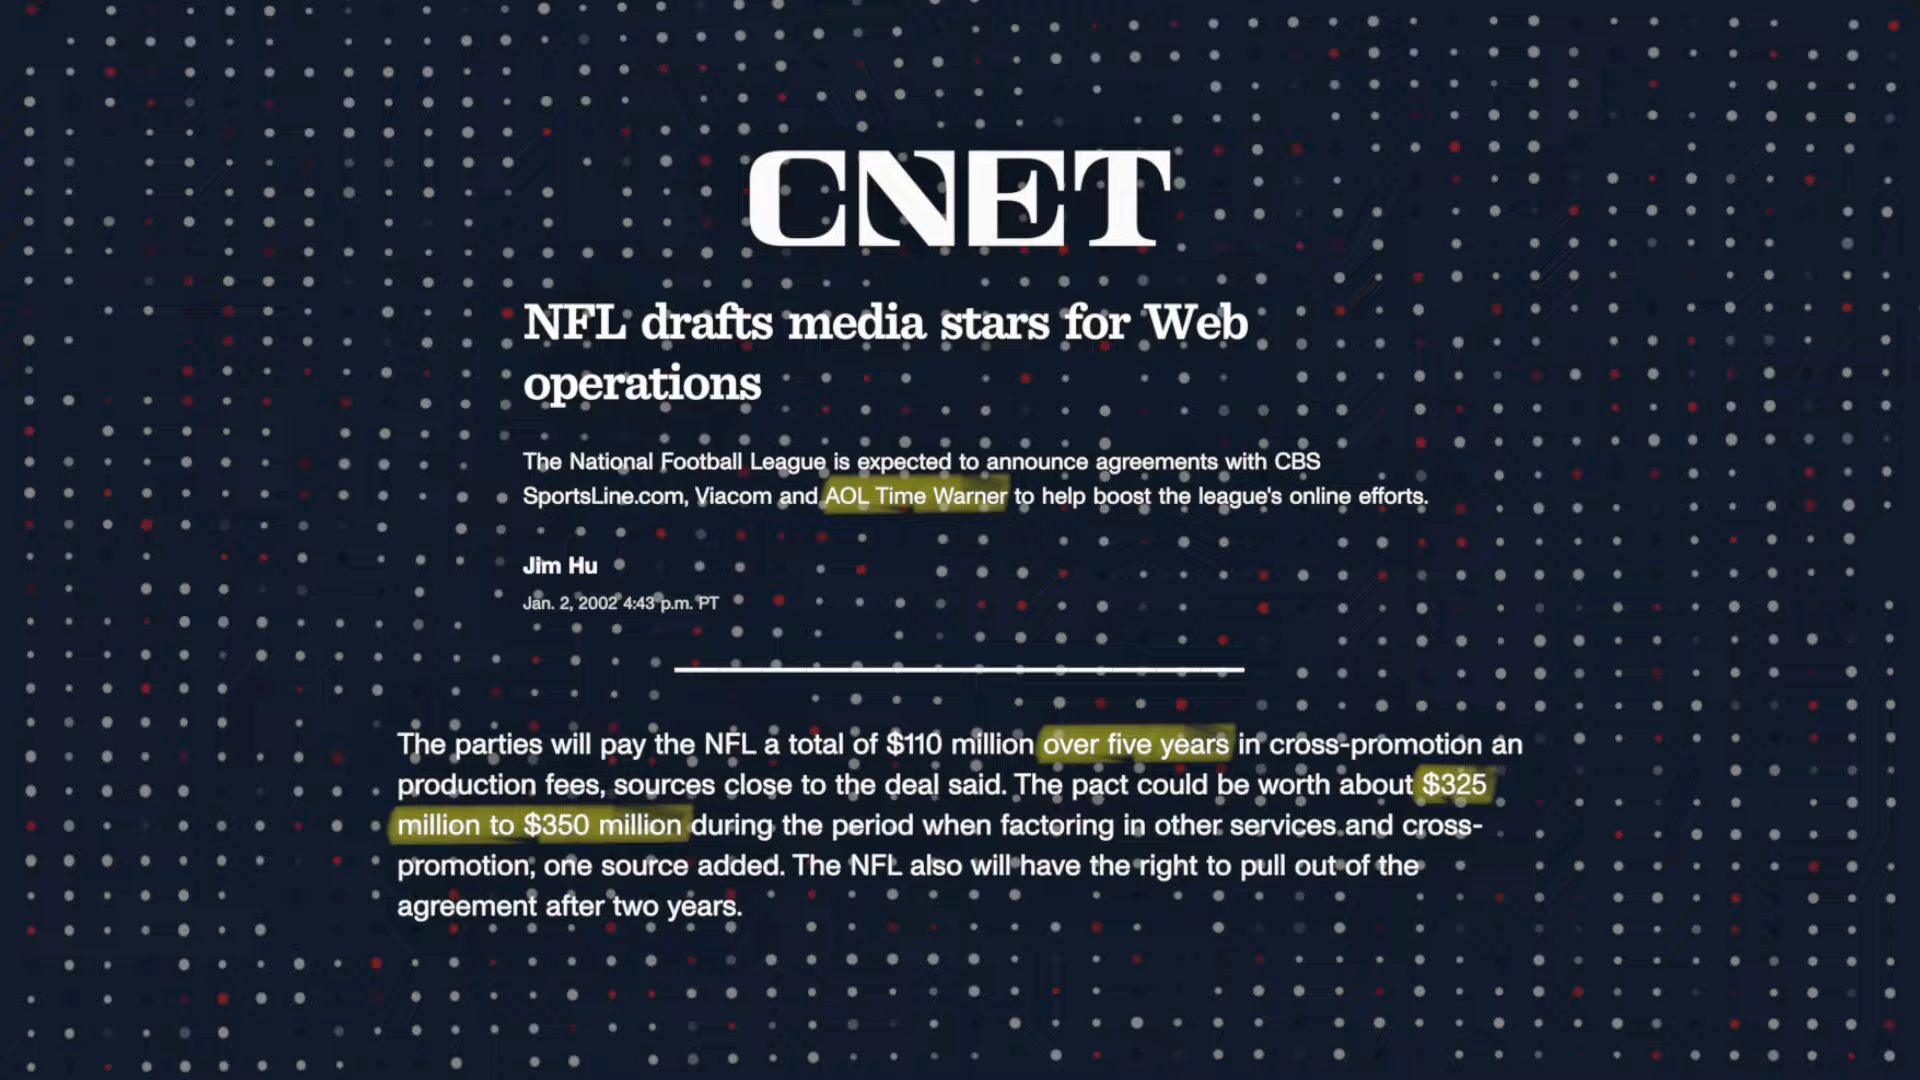 CNET
NFL drafts media stars for Web
operations
The National Football League is expected to announce agreements with CBS
SportsLine.com, Viacom and AOL Time Warner to help boost the league's online efforts.
Jim Hu
Jan. 2, 2002 4:43 p.m. PT
The parties will pay the NFL a total of $110 million over five years in cross-promotion an
production fees, sources close to the deal said. The pact could be worth about $325
million to $350 million during the period when factoring in other services and cross-
promotion, one source added. The NFL also will have the right to pull out of the
agreement after two years.